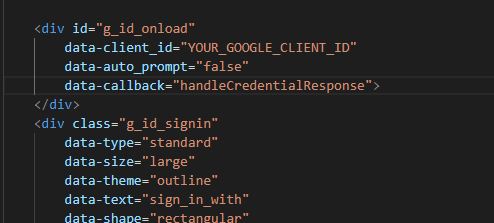 <div id="g_id_onload"
data-client_id="YOUR_GOOGLE_CLIENT_ID"
data-auto_prompt="false"
data-callback="handleCredentialResponse">
</div>
<div class="g_id_signin"
data-type="standard"
data-size="large"
data-theme="outline"
data-text="sign_in_with"
data-shape="rectangular"